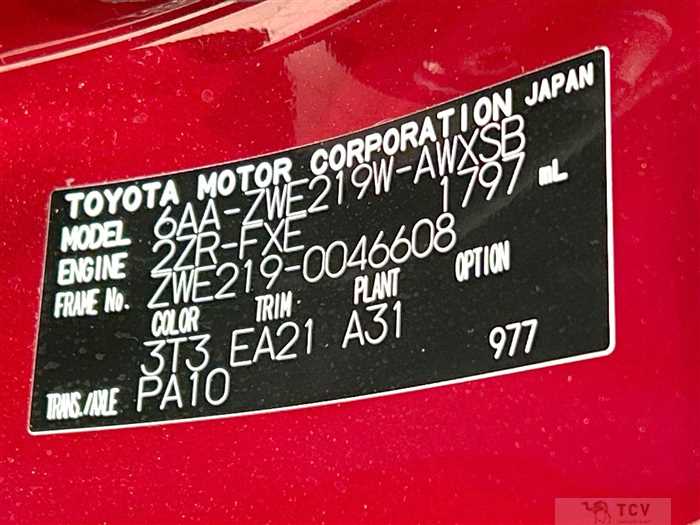 TOYOTA MOTOR CORPORATION JAPAN
MODEL 6AA-ZWE219W-AWXSB
ENGINE 2ZR-FXE 1797 mL
FRAME No. ZWE219-0046608
COLOR TRIM PLANT OPTION
3T3 EA21 A31
TRANS./AXLE PA10 977
TCV